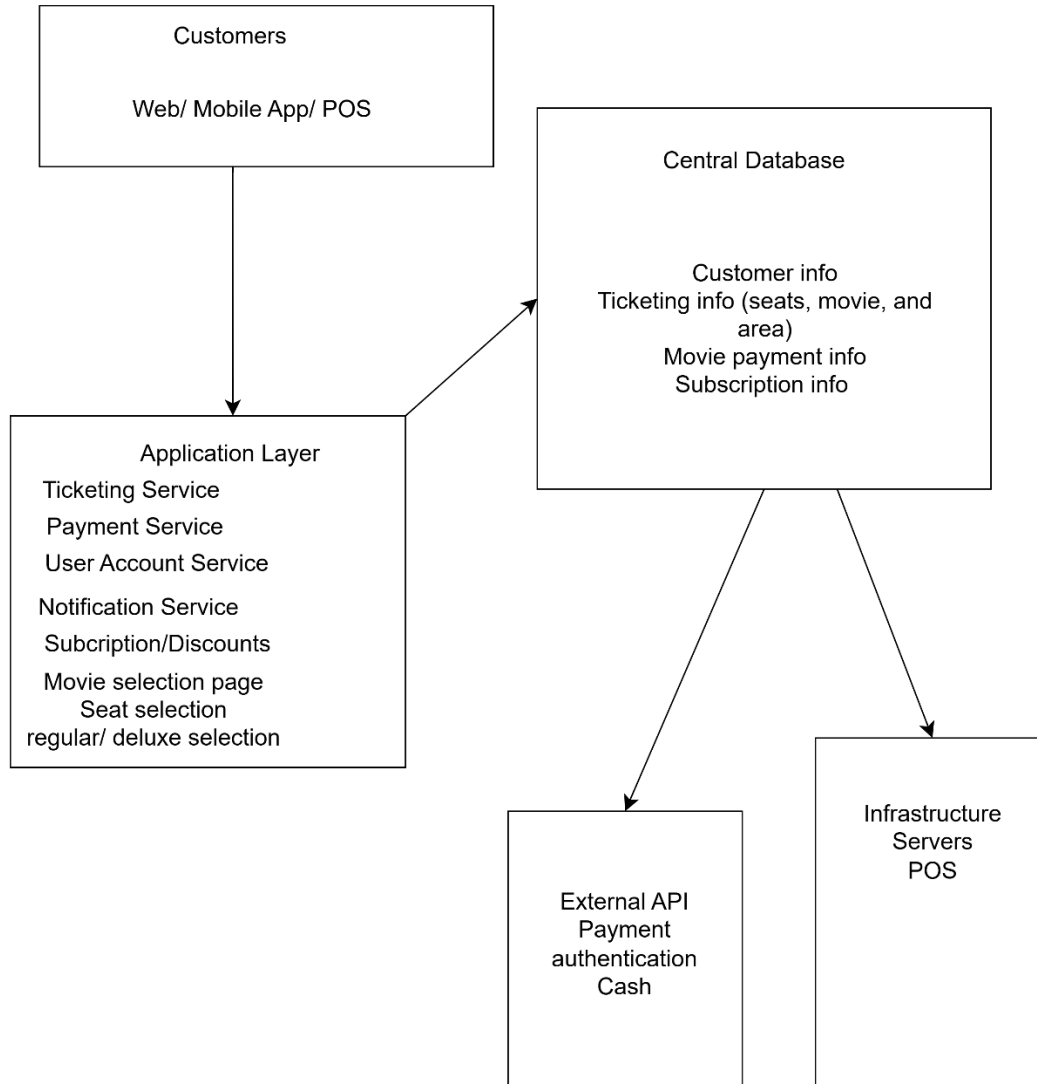 Customers
Web/ Mobile App/ POS
Central Database
Customer info
Ticketing info (seats, movie, and
area)
Movie payment info
Subscription info
Application Layer
Ticketing Service
Payment Service
User Account Service
Notification Service
Subcription/Discounts
Movie selection page
Seat selection
regular/ deluxe selection
External API
Payment
authentication
Cash
Infrastructure
Servers
POS